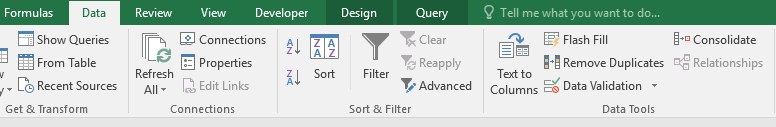 Formulas Data Review View Developer Design Query Tell me what you want to do...
Show Queries
From Table
Recent Sources
Get & Transform
Refresh
All
Connections
Properties
Edit Links
Connections
A
Z
Z
A
Z A
A Z
Sort
Filter
Clear
Reapply
Advanced
Sort & Filter
Text to
Columns
Flash Fill
Remove Duplicates
Data Validation
Consolidate
Relationships
Data Tools